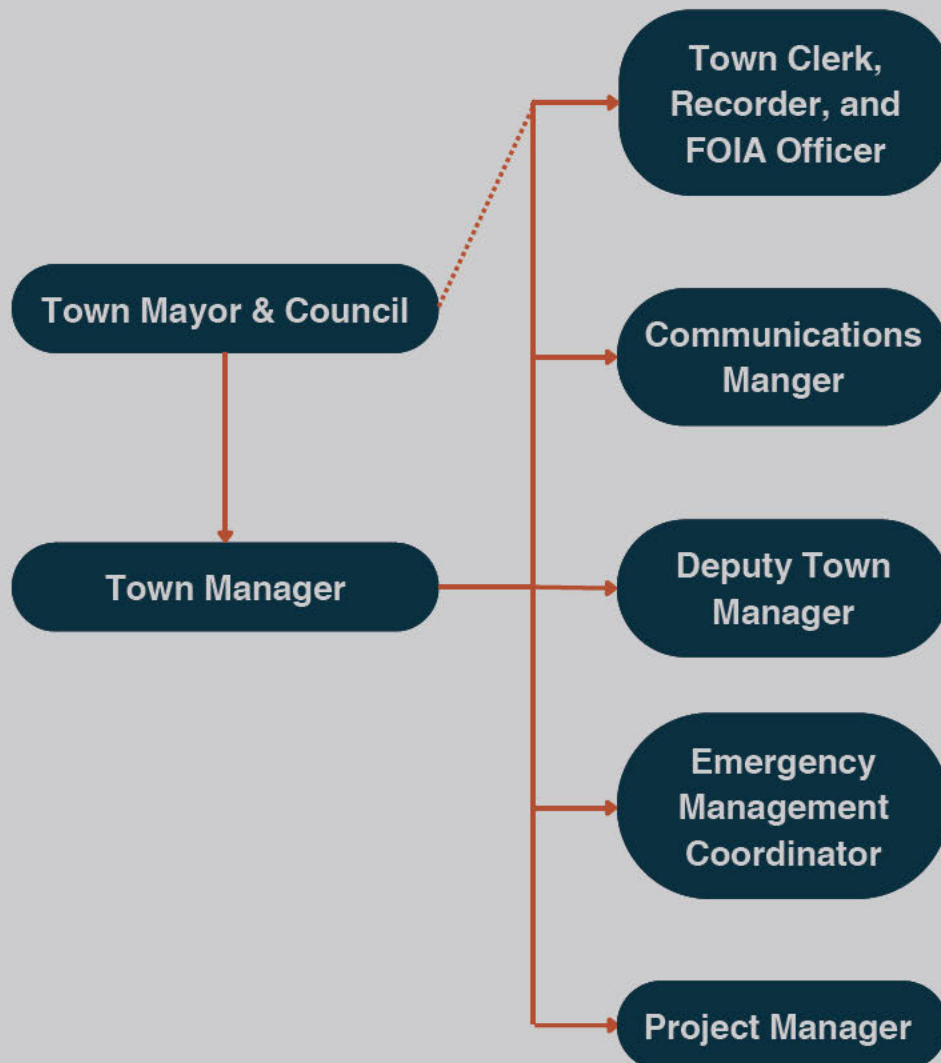 Town Clerk,
Recorder, and
FOIA Officer
Town Mayor & Council
Communications
Manger
Town Manager
Deputy Town
Manager
Emergency
Management
Coordinator
Project Manager